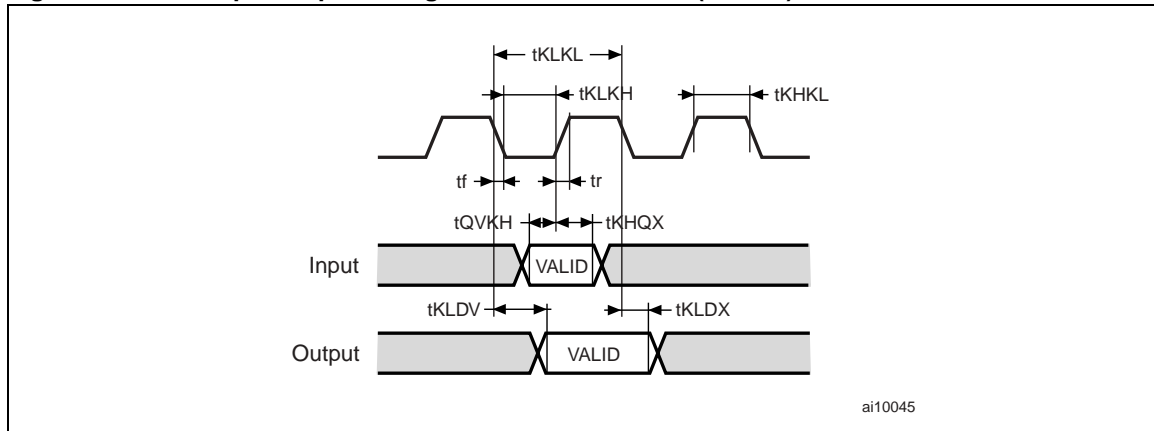 tKLKL
tKLKH
tKHKL
tf
tr
tQVKH
tKHQX
Input
VALID
tKLDV
tKLDX
Output
VALID
ai10045